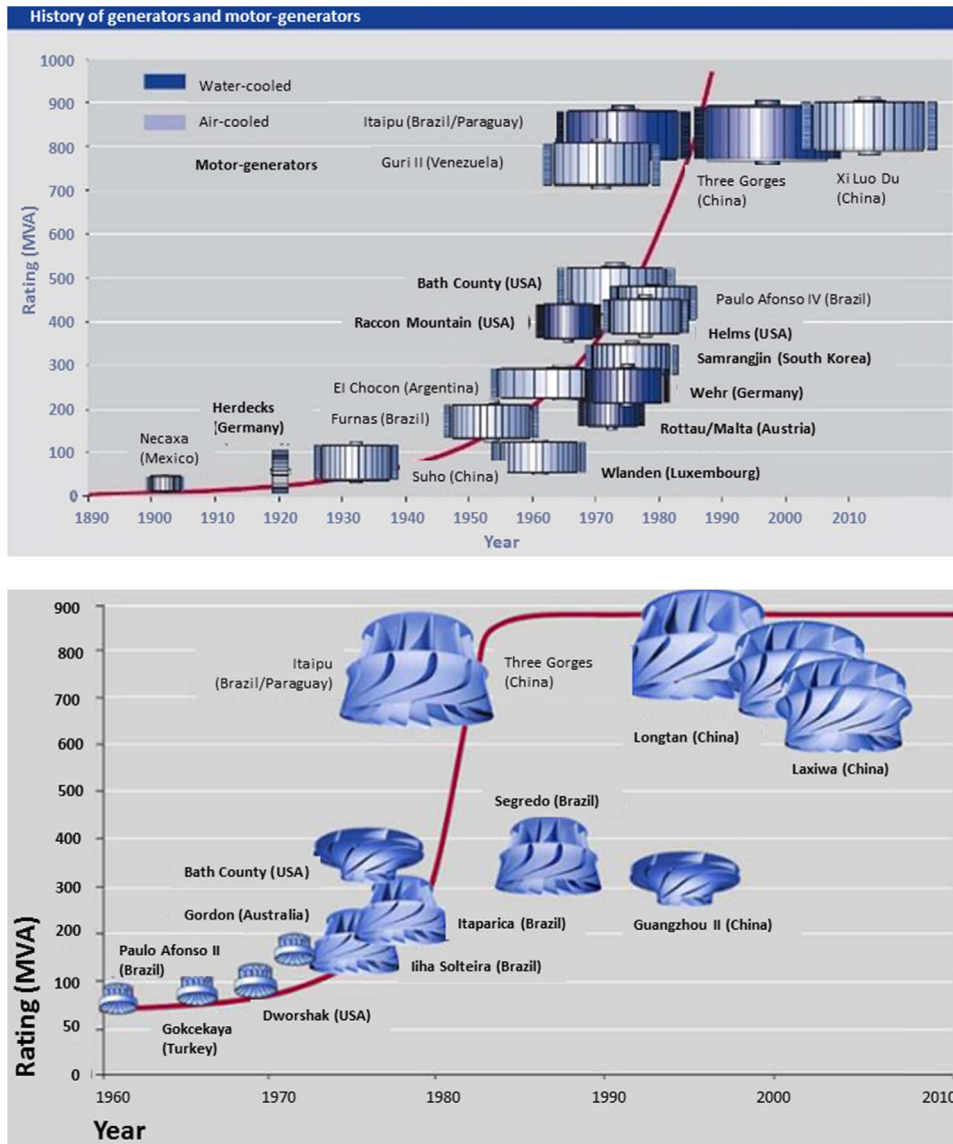 History of generators and motor-generators
1000
900
800
700
600
500
400
300
200
100
0
Rating (MVA)
Water-cooled
Air-cooled
Motor-generators
Itaipu (Brazil/Paraguay)
Guri II (Venezuela)
Three Gorges
(China)
Xi Luo Du
(China)
Bath County (USA)
Paulo Afonso IV (Brazil)
Raccon Mountain (USA)
Helms (USA)
Samrangjin (South Korea)
EI Chocon (Argentina)
Wehr (Germany)
Herdecks
(Germany)
Furnas (Brazil)
Rottau/Malta (Austria)
Necaxa
(Mexico)
Suho (China)
Wlanden (Luxembourg)
1890 1900 1910 1920 1930 1940 1950 1960 1970 1980 1990 2000 2010
Year
900
800
700
600
500
400
300
200
100
50
0
Rating (MVA)
Itaipu
(Brazil/Paraguay)
Three Gorges
(China)
Longtan (China)
Laxiwa (China)
Segredo (Brazil)
Bath County (USA)
Gordon (Australia)
Itaparica (Brazil)
Guangzhou II (China)
Paulo Afonso II
(Brazil)
Iiha Solteira (Brazil)
Dworshak (USA)
Gokcekaya
(Turkey)
1960 1970 1980 1990 2000 2010
Year